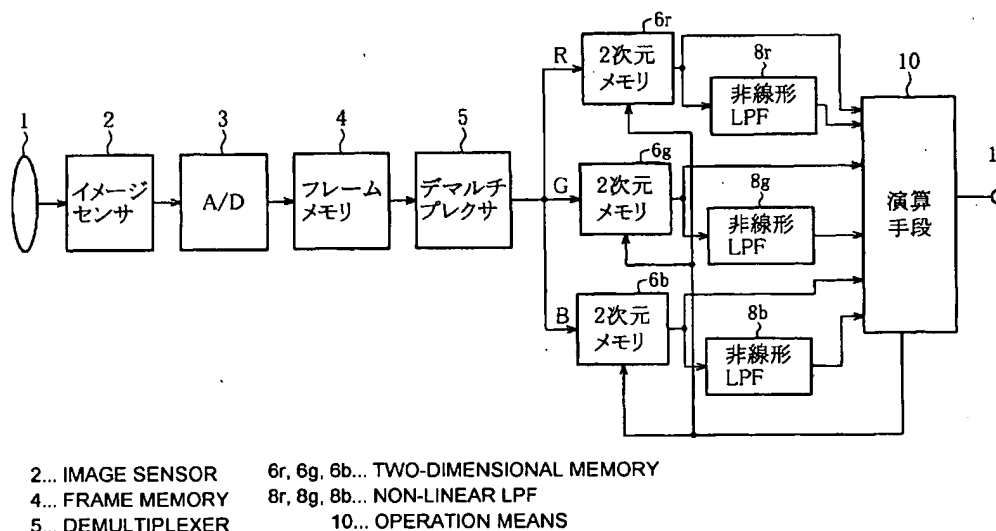 1
2
イメージ
センサ
3
A/D
4
フレーム
メモリ
5
デマルチ
プレクサ
R
6r
2次元
メモリ
8r
非線形
LPF
G
6g
2次元
メモリ
8g
非線形
LPF
B
6b
2次元
メモリ
8b
非線形
LPF
10
演算
手段
2... IMAGE SENSOR
4... FRAME MEMORY
5... DEMULTIPLEXER
6r, 6g, 6b... TWO-DIMENSIONAL MEMORY
8r, 8g, 8b... NON-LINEAR LPF
10... OPERATION MEANS